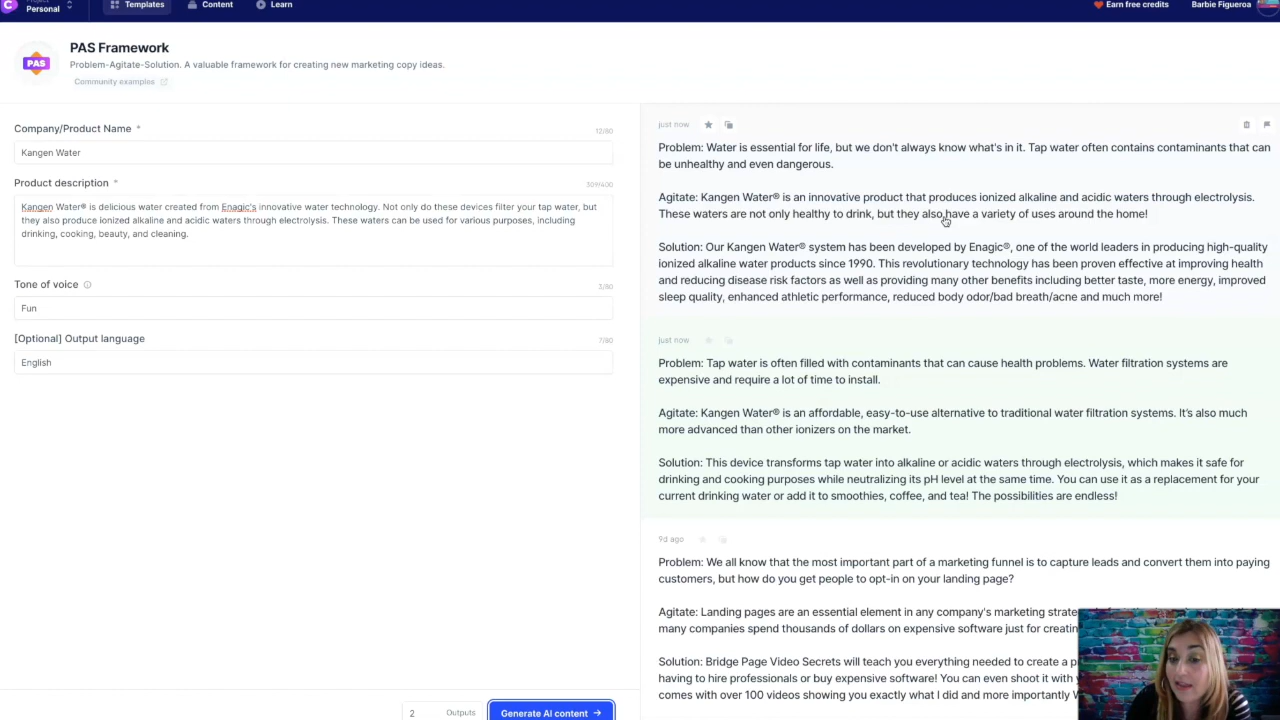 Project
Personal
Templates
Content
Learn
Earn free credits
Barbie Figueroa
PAS
PAS Framework
Problem-Agitate-Solution. A valuable framework for creating new marketing copy ideas.
Community examples
Company/Product Name *
12/80
Kangen Water
Product description *
309/400
Kangen Water® is delicious water created from Enagic's innovative water technology. Not only do these devices filter your tap water, but
they also produce ionized alkaline and acidic waters through electrolysis. These waters can be used for various purposes, including
drinking, cooking, beauty, and cleaning.
Tone of voice
3/80
Fun
[Optional] Output language
7/80
English
2
Outputs
Generate AI content
just now
Problem: Water is essential for life, but we don't always know what's in it. Tap water often contains contaminants that can
be unhealthy and even dangerous.
Agitate: Kangen Water® is an innovative product that produces ionized alkaline and acidic waters through electrolysis.
These waters are not only healthy to drink, but they also have a variety of uses around the home!
Solution: Our Kangen Water® system has been developed by Enagic®, one of the world leaders in producing high-quality
ionized alkaline water products since 1990. This revolutionary technology has been proven effective at improving health
and reducing disease risk factors as well as providing many other benefits including better taste, more energy, improved
sleep quality, enhanced athletic performance, reduced body odor/bad breath/acne and much more!
just now
Problem: Tap water is often filled with contaminants that can cause health problems. Water filtration systems are
expensive and require a lot of time to install.
Agitate: Kangen Water® is an affordable, easy-to-use alternative to traditional water filtration systems. It's also much
more advanced than other ionizers on the market.
Solution: This device transforms tap water into alkaline or acidic waters through electrolysis, which makes it safe for
drinking and cooking purposes while neutralizing its pH level at the same time. You can use it as a replacement for your
current drinking water or add it to smoothies, coffee, and tea! The possibilities are endless!
9d ago
Problem: We all know that the most important part of a marketing funnel is to capture leads and convert them into paying
customers, but how do you get people to opt-in on your landing page?
Agitate: Landing pages are an essential element in any company's marketing
many companies spend thousands of dollars on expensive software just for
Solution: Bridge Page Video Secrets will teach you everything needed to create a
having to hire professionals or buy expensive software! You can even shoot it with
comes with over 100 videos showing you exactly what I did and more importantly